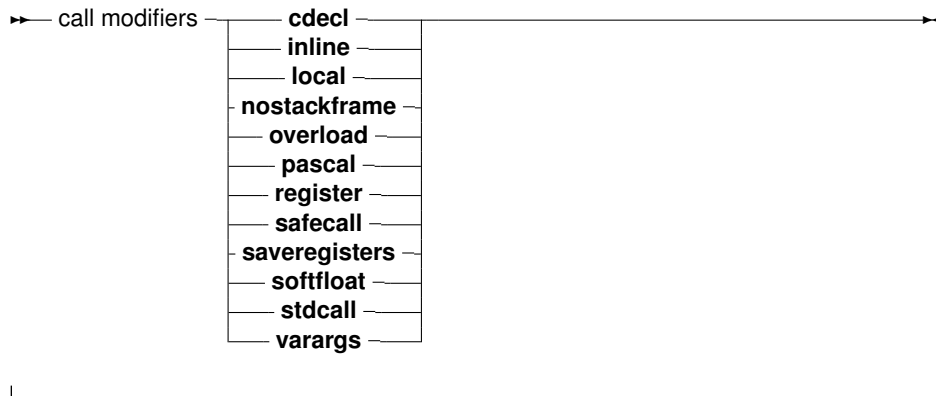 call modifiers cdecl
inline
local
nostackframe
overload
pascal
register
safecall
saveregisters
softfloat
stdcall
varargs